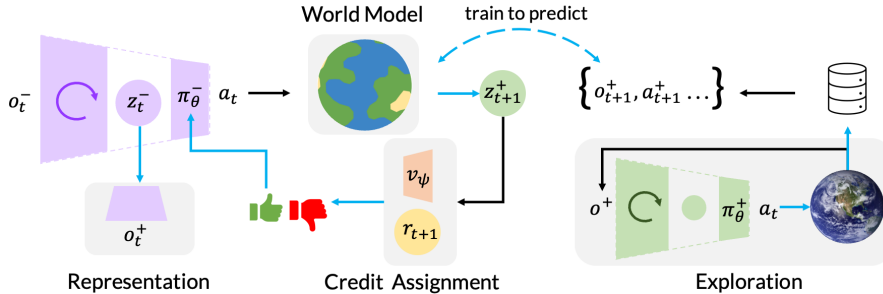 World Model
train to predict
o_t^-
z_t^-
π_θ^-
a_t
z_{t+1}^+
{ o_{t+1}^+, a_{t+1}^+ ... }
v_ψ
r_{t+1}
o_t^+
o^+
π_θ^+
a_t
Representation
Credit Assignment
Exploration